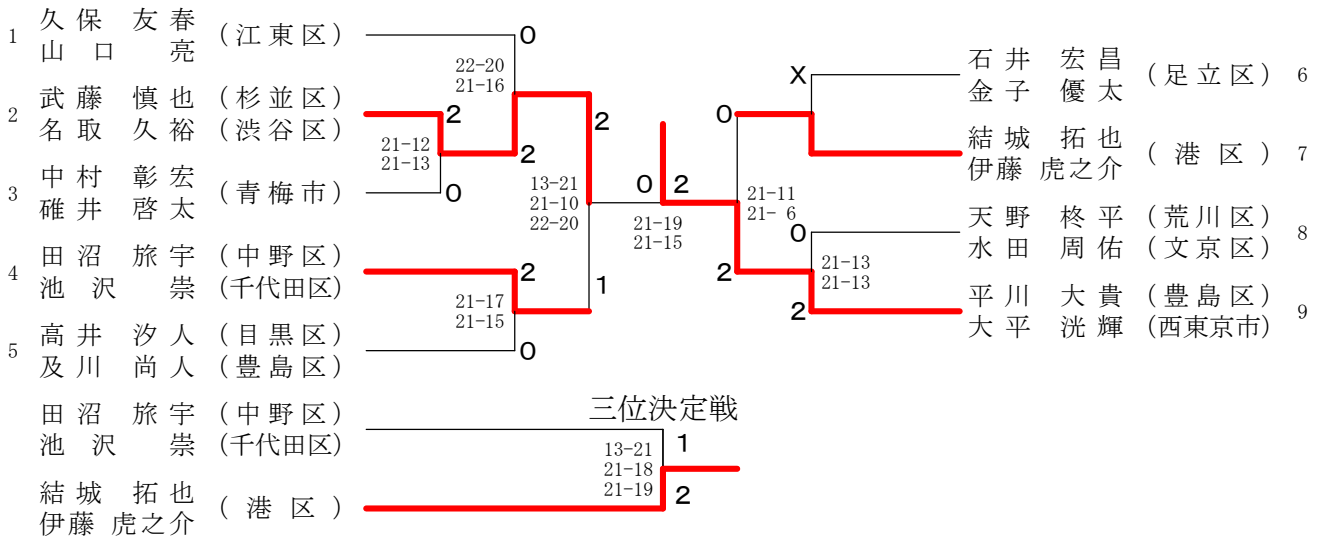 1 久保 友春 (江東区)
山口 亮
0
22-20
21-16
2 武藤 慎也 (杉並区)
名取 久裕 (渋谷区)
2
21-12
21-13
2
2
3 中村 彰宏 (青梅市)
碓井 啓太
0
13-21
21-10
22-20
4 田沼 旅宇 (中野区)
池沢 崇 (千代田区)
2
1
21-17
21-15
5 高井 汐人 (目黒区)
及川 尚人 (豊島区)
0
0 2
21-19
21-15
石井 宏昌 (足立区) 6
金子 優太
X
0
結城 拓也 (港区) 7
伊藤 虎之介
21-11
21- 6
天野 柊平 (荒川区) 8
水田 周佑 (文京区)
0
21-13
21-13
2
平川 大貴 (豊島区) 9
大平 洸輝 (西東京市)
2
三位決定戦
田沼 旅宇 (中野区)
池沢 崇 (千代田区)
1
13-21
21-18
21-19
結城 拓也 (港区)
伊藤 虎之介
2